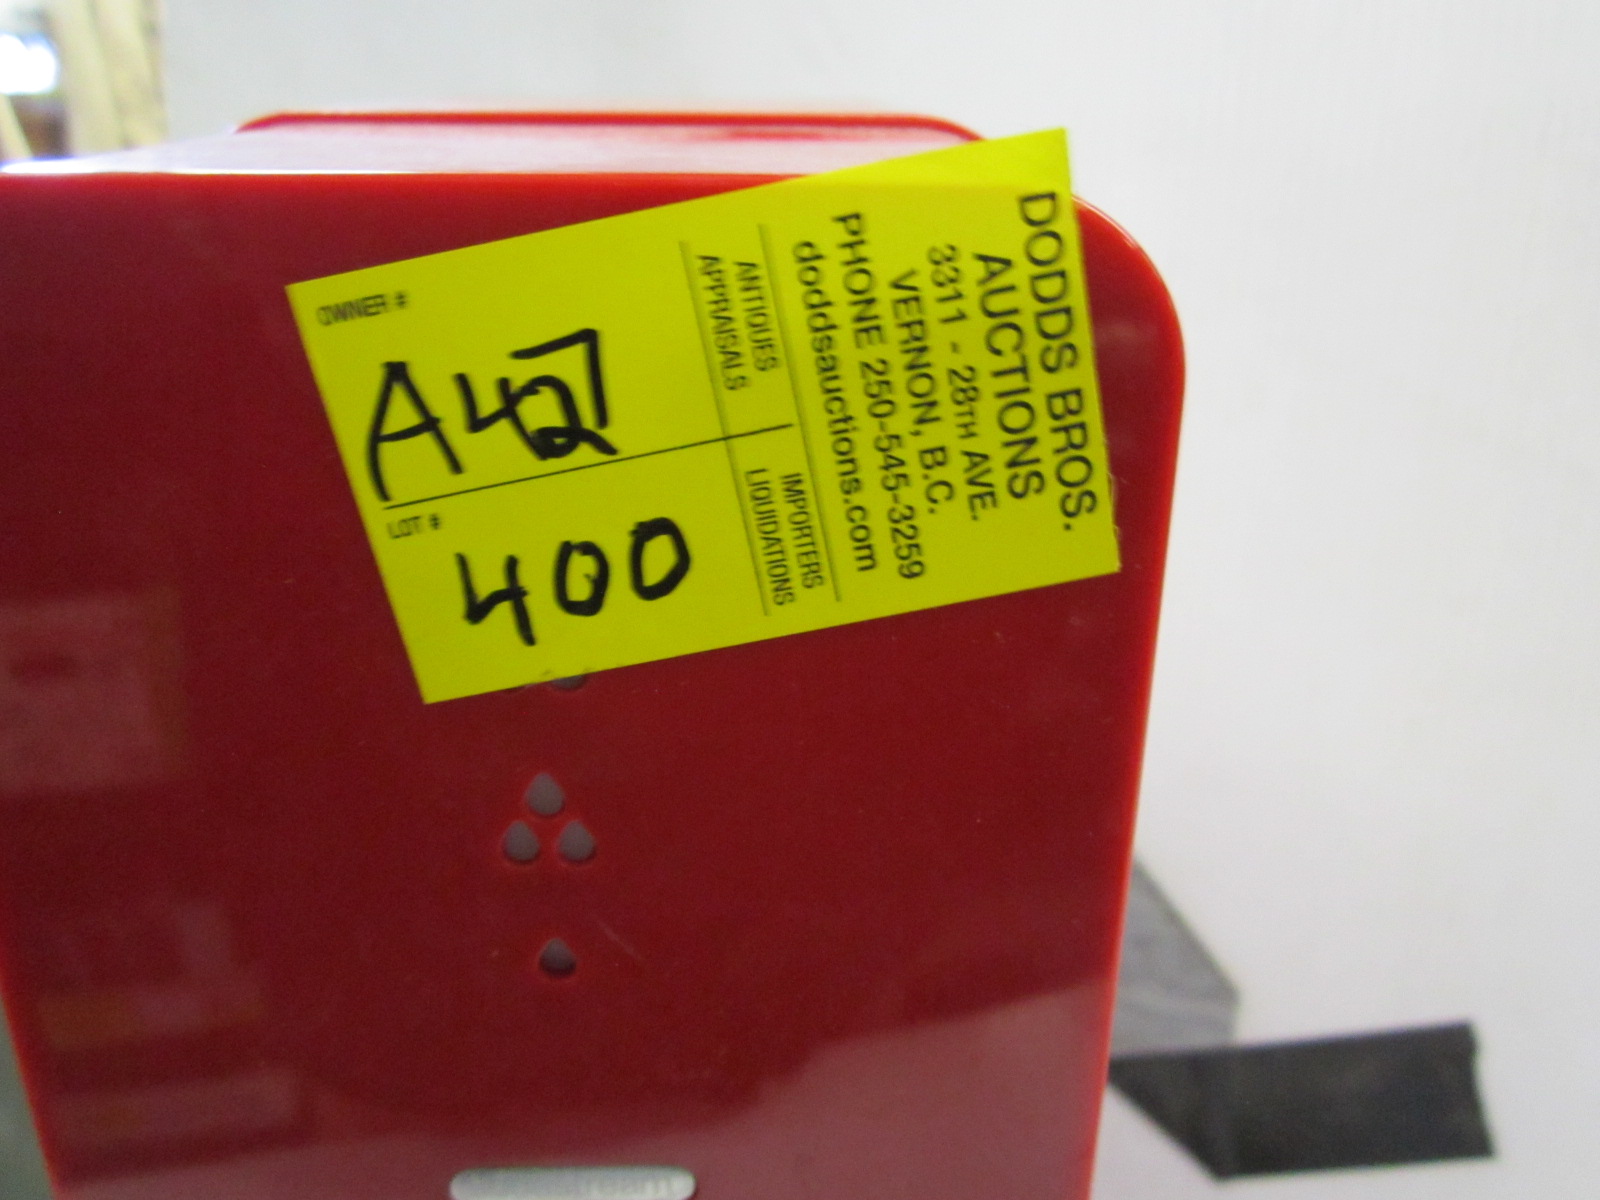 DODDS BROS.
AUCTIONS
3311 - 28TH AVE.
VERNON, B.C.
PHONE 250-545-3259
doddsauctions.com
ANTIQUES
APPRAISALS
IMPORTERS
LIQUIDATIONS
OWNER #
A427
LOT #
400